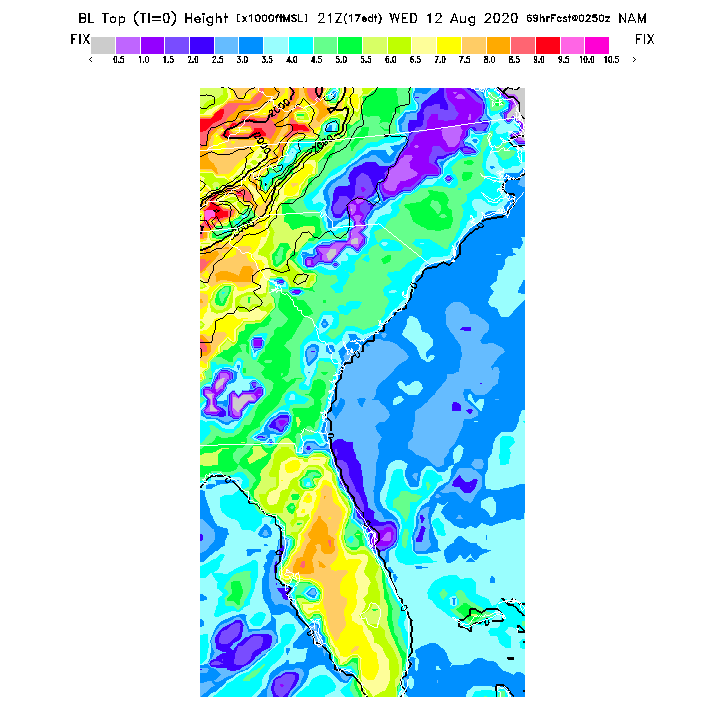 BL Top (TI=0) Height [x1000ftMSL] 21Z(17edt) WED 12 Aug 2020 69hrFcst@0250z NAM
FIX FIX
< 0.5 1.0 1.5 2.0 2.5 3.0 3.5 4.0 4.5 5.0 5.5 6.0 6.5 7.0 7.5 8.0 8.5 9.0 9.5 10.0 10.5 >
2000
2000
T